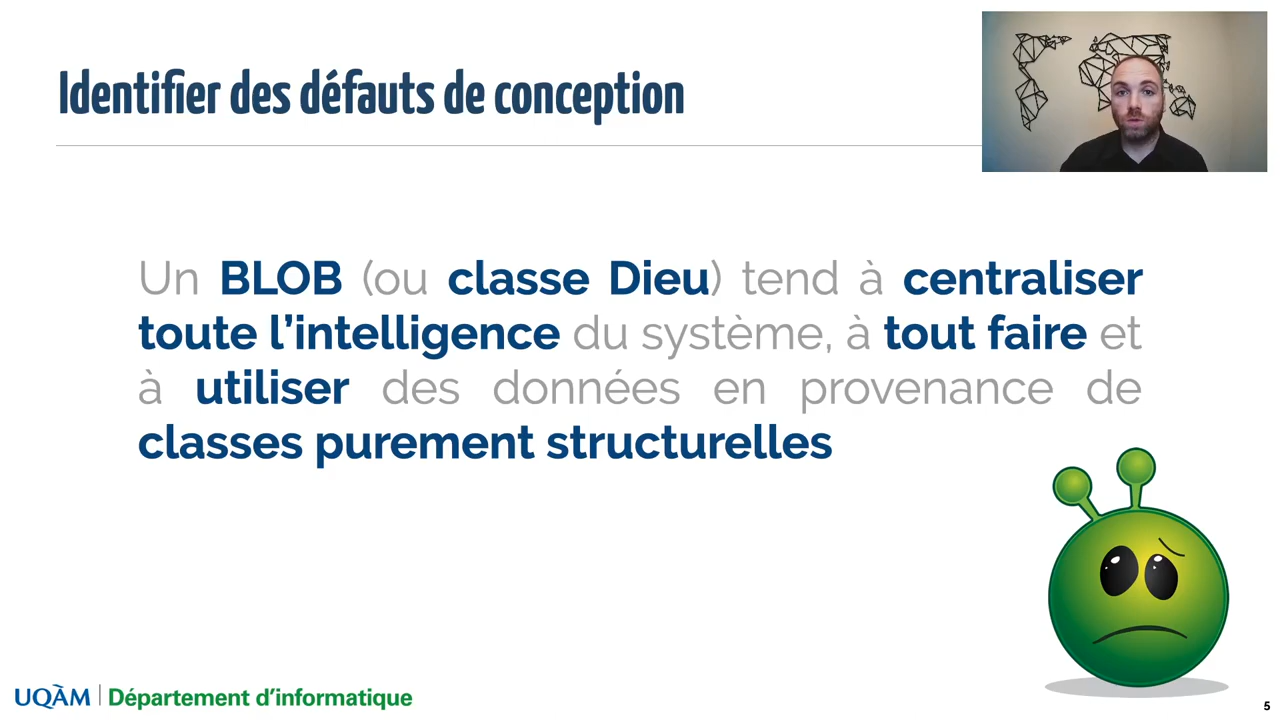 Identifier des défauts de conception
Un BLOB (ou classe Dieu) tend à centraliser
toute l’intelligence du système, à tout faire et
à utiliser des données en provenance de
classes purement structurelles
UQÀM | Département d’informatique
5